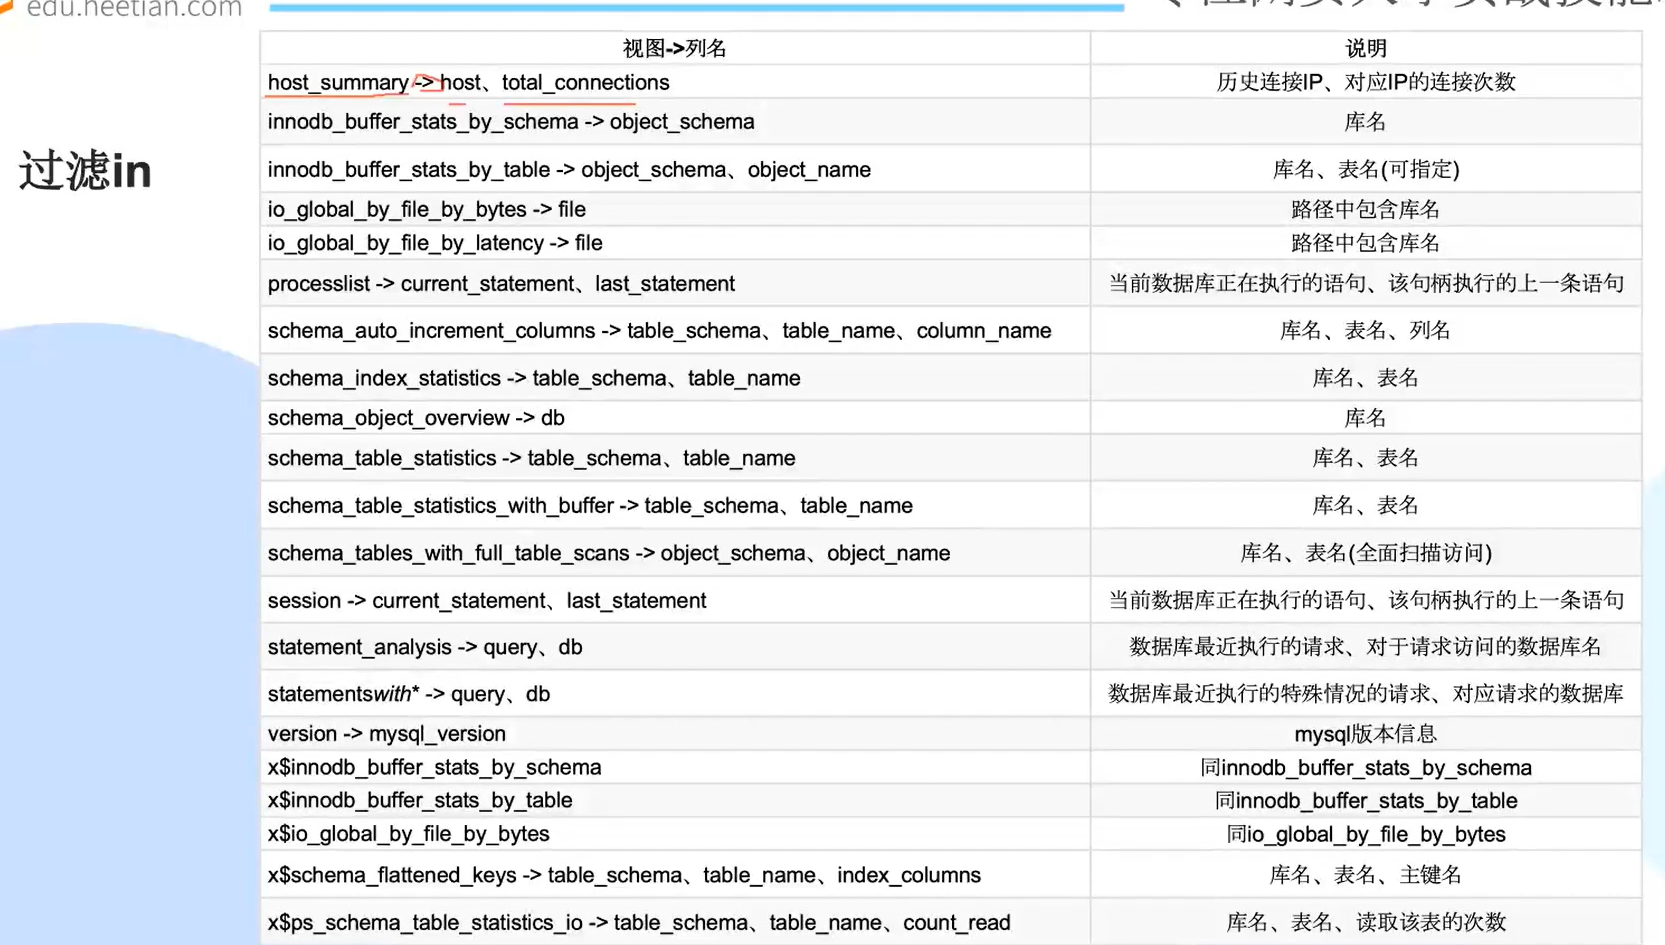 edu.heetian.com
过滤in
视图->列名 说明
host_summary -> host、total_connections 历史连接IP、对应IP的连接次数
innodb_buffer_stats_by_schema -> object_schema 库名
innodb_buffer_stats_by_table -> object_schema、object_name 库名、表名(可指定)
io_global_by_file_by_bytes -> file 路径中包含库名
io_global_by_file_by_latency -> file 路径中包含库名
processlist -> current_statement、last_statement 当前数据库正在执行的语句、该句柄执行的上一条语句
schema_auto_increment_columns -> table_schema、table_name、column_name 库名、表名、列名
schema_index_statistics -> table_schema、table_name 库名、表名
schema_object_overview -> db 库名
schema_table_statistics -> table_schema、table_name 库名、表名
schema_table_statistics_with_buffer -> table_schema、table_name 库名、表名
schema_tables_with_full_table_scans -> object_schema、object_name 库名、表名(全面扫描访问)
session -> current_statement、last_statement 当前数据库正在执行的语句、该句柄执行的上一条语句
statement_analysis -> query、db 数据库最近执行的请求、对于请求访问的数据库名
statementswith* -> query、db 数据库最近执行的特殊情况的请求、对应请求的数据库
version -> mysql_version mysql版本信息
x$innodb_buffer_stats_by_schema 同innodb_buffer_stats_by_schema
x$innodb_buffer_stats_by_table 同innodb_buffer_stats_by_table
x$io_global_by_file_by_bytes 同io_global_by_file_by_bytes
x$schema_flattened_keys -> table_schema、table_name、index_columns 库名、表名、主键名
x$ps_schema_table_statistics_io -> table_schema、table_name、count_read 库名、表名、读取该表的次数